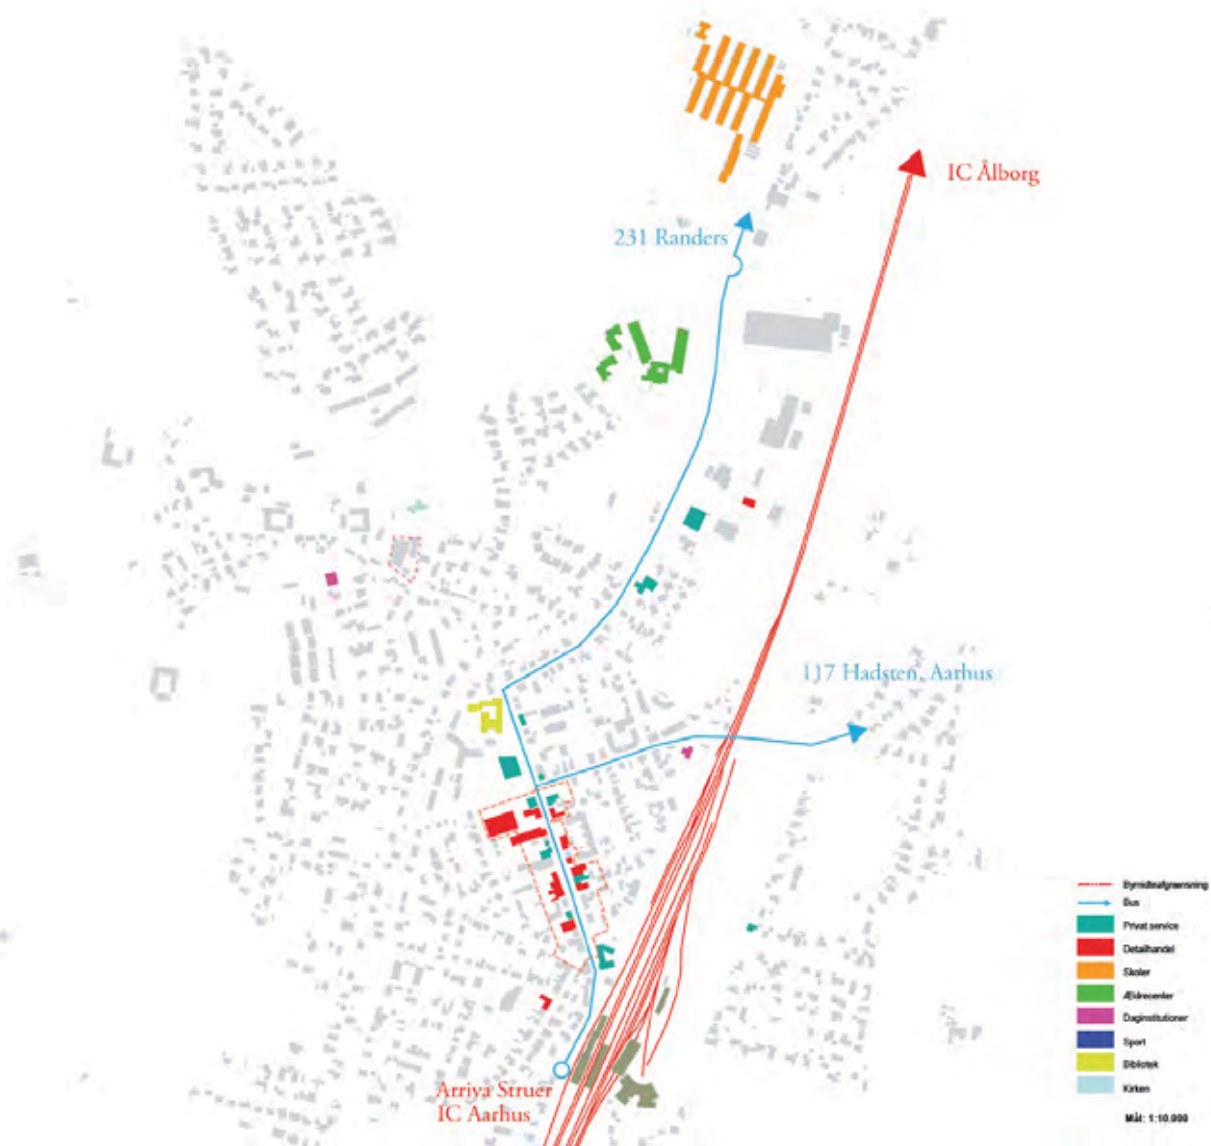 IC Ålborg
231 Randers
117 Hadsten, Aarhus
Arriva Struer
IC Aarhus
Bymidteafgrænsning
Bus
Privat service
Detailhandel
Skoler
Ældrecenter
Daginstitutioner
Sport
Bibliotek
Kirken
Mål: 1:10.000